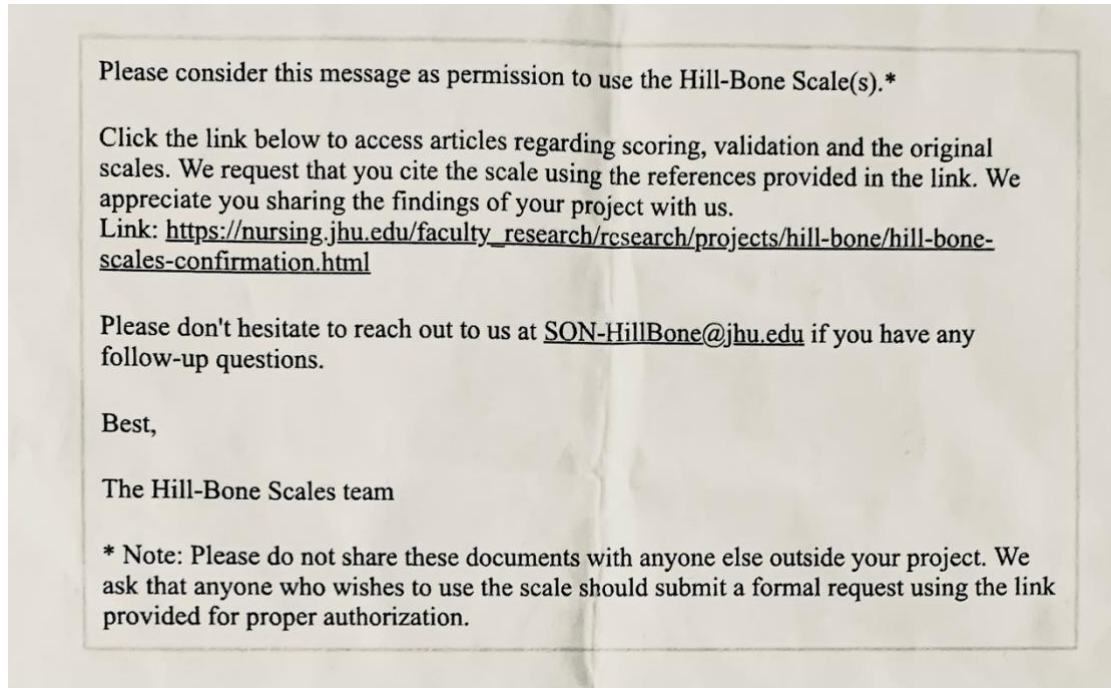 Please consider this message as permission to use the Hill-Bone Scale(s).*
Click the link below to access articles regarding scoring, validation and the original
scales. We request that you cite the scale using the references provided in the link. We
appreciate you sharing the findings of your project with us.
Link: https://nursing.jhu.edu/faculty_research/research/projects/hill-bone/hill-bone-
scales-confirmation.html
Please don't hesitate to reach out to us at SON-HillBone@jhu.edu if you have any
follow-up questions.
Best,
The Hill-Bone Scales team
* Note: Please do not share these documents with anyone else outside your project. We
ask that anyone who wishes to use the scale should submit a formal request using the link
provided for proper authorization.